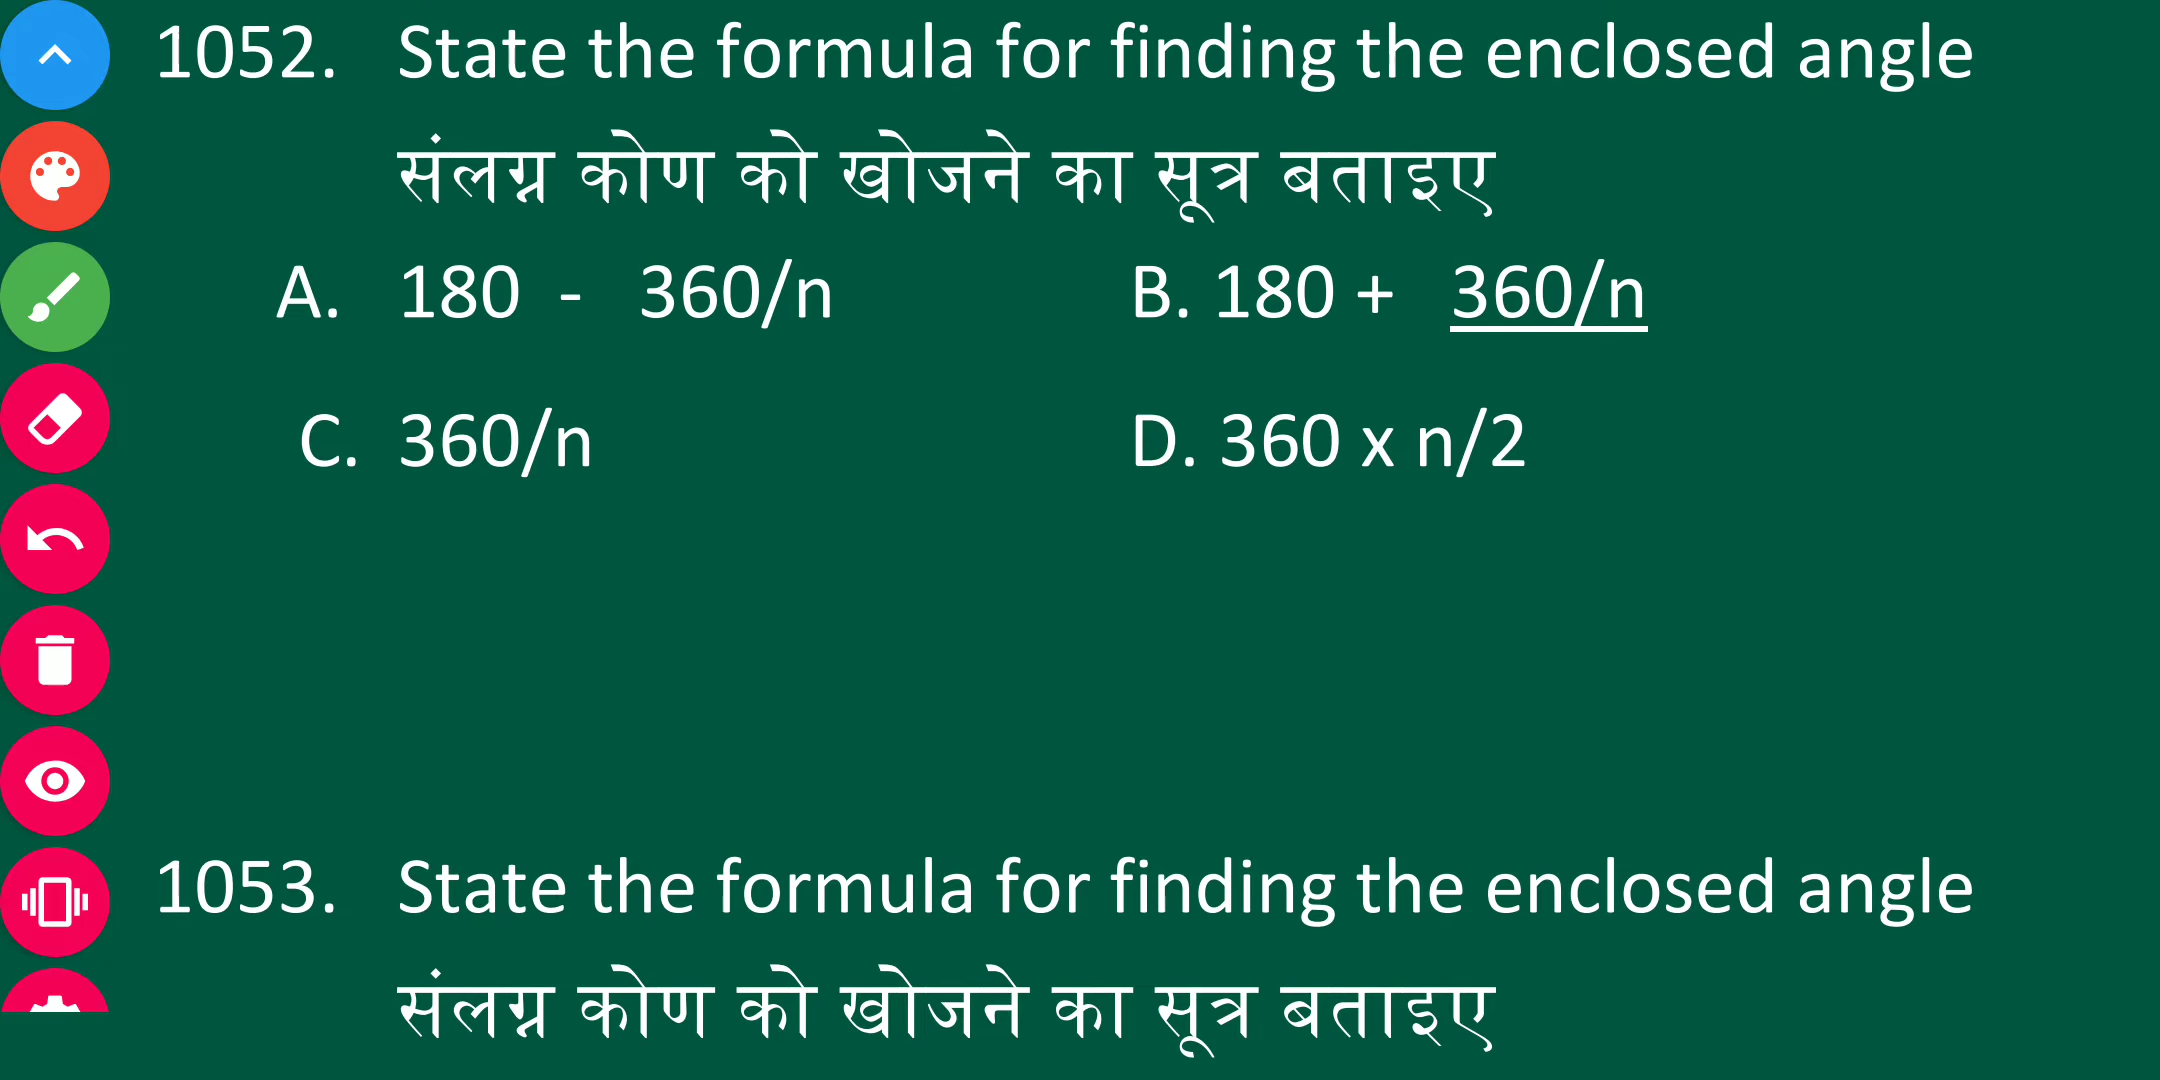 1052. State the formula for finding the enclosed angle
संलग्न कोण को खोजने का सूत्र बताइए
A. 180 - 360/n B. 180 + 360/n
C. 360/n D. 360 x n/2
1053. State the formula for finding the enclosed angle
संलग्न कोण को खोजने का सूत्र बताइए